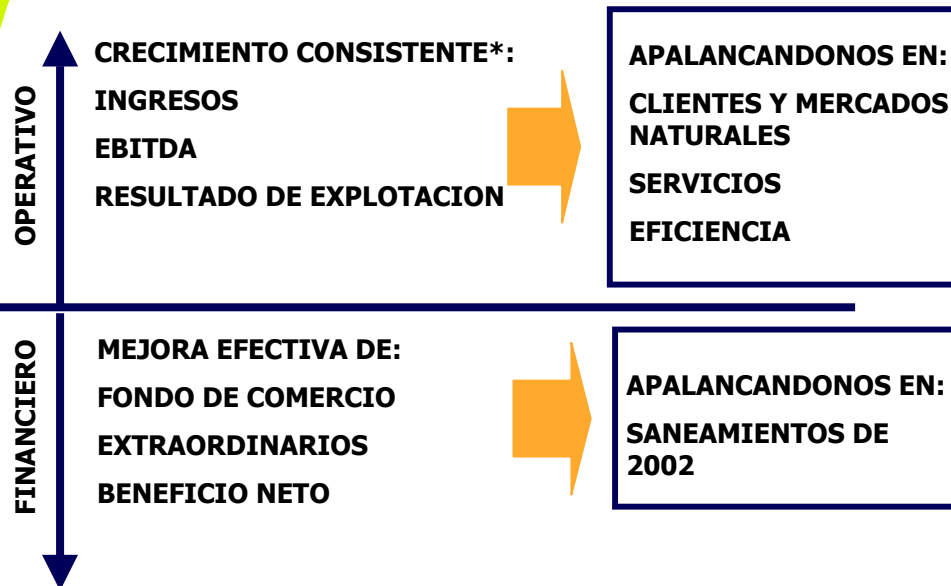 OPERATIVO
CRECIMIENTO CONSISTENTE*:
INGRESOS
EBITDA
RESULTADO DE EXPLOTACION
APALANCANDONOS EN:
CLIENTES Y MERCADOS
NATURALES
SERVICIOS
EFICIENCIA
FINANCIERO
MEJORA EFECTIVA DE:
FONDO DE COMERCIO
EXTRAORDINARIOS
BENEFICIO NETO
APALANCANDONOS EN:
SANEAMIENTOS DE
2002